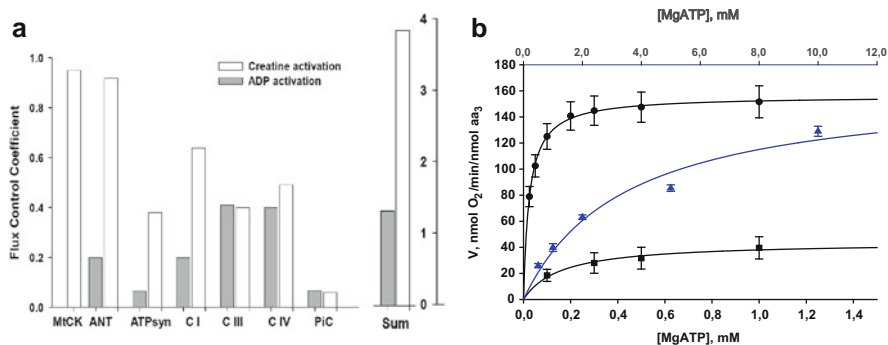 a
Flux Control Coefficient
1.0
0.8
0.6
0.4
0.2
0.0
Creatine activation
ADP activation
MtCK ANT ATPsyn C I C III C IV PiC Sum
4
3
2
1
0
b
[MgATP], mM
0,0 2,0 4,0 6,0 8,0 10,0 12,0
V, nmol O2/min/nmol aa3
180
160
140
120
100
80
60
40
20
0
0,0 0,2 0,4 0,6 0,8 1,0 1,2 1,4
[MgATP], mM